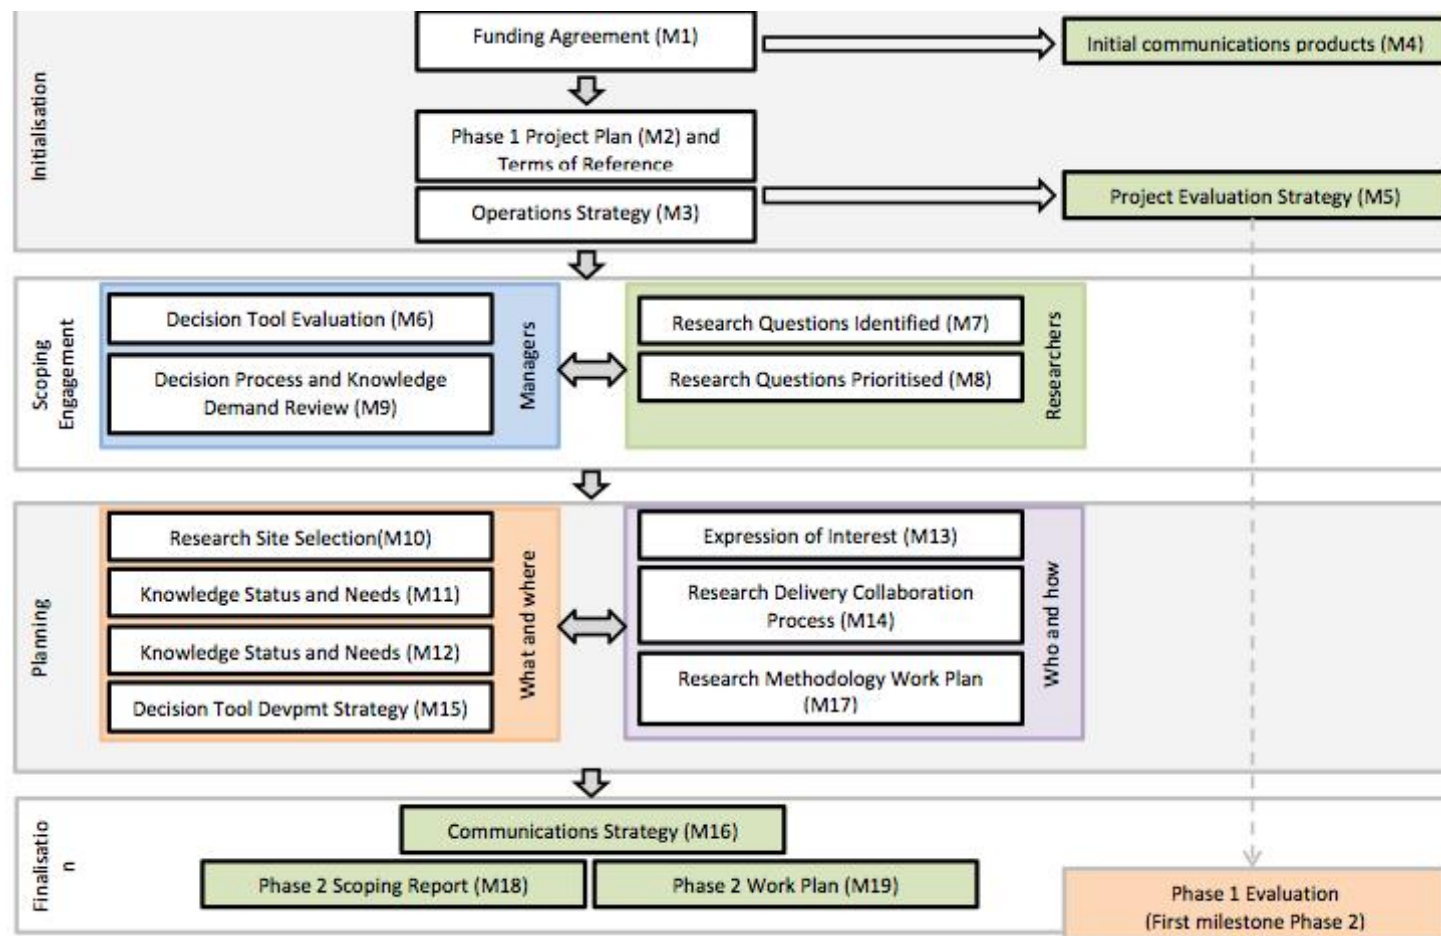 Initialisation
Funding Agreement (M1)
Initial communications products (M4)
Phase 1 Project Plan (M2) and
Terms of Reference
Operations Strategy (M3)
Project Evaluation Strategy (M5)
Scoping
Engagement
Decision Tool Evaluation (M6)
Decision Process and Knowledge
Demand Review (M9)
Managers
Research Questions Identified (M7)
Research Questions Prioritised (M8)
Researchers
Planning
Research Site Selection(M10)
Knowledge Status and Needs (M11)
Knowledge Status and Needs (M12)
Decision Tool Devpmt Strategy (M15)
What and where
Expression of Interest (M13)
Research Delivery Collaboration
Process (M14)
Research Methodology Work Plan
(M17)
Who and how
Finalisatio
n
Communications Strategy (M16)
Phase 2 Scoping Report (M18)
Phase 2 Work Plan (M19)
Phase 1 Evaluation
(First milestone Phase 2)